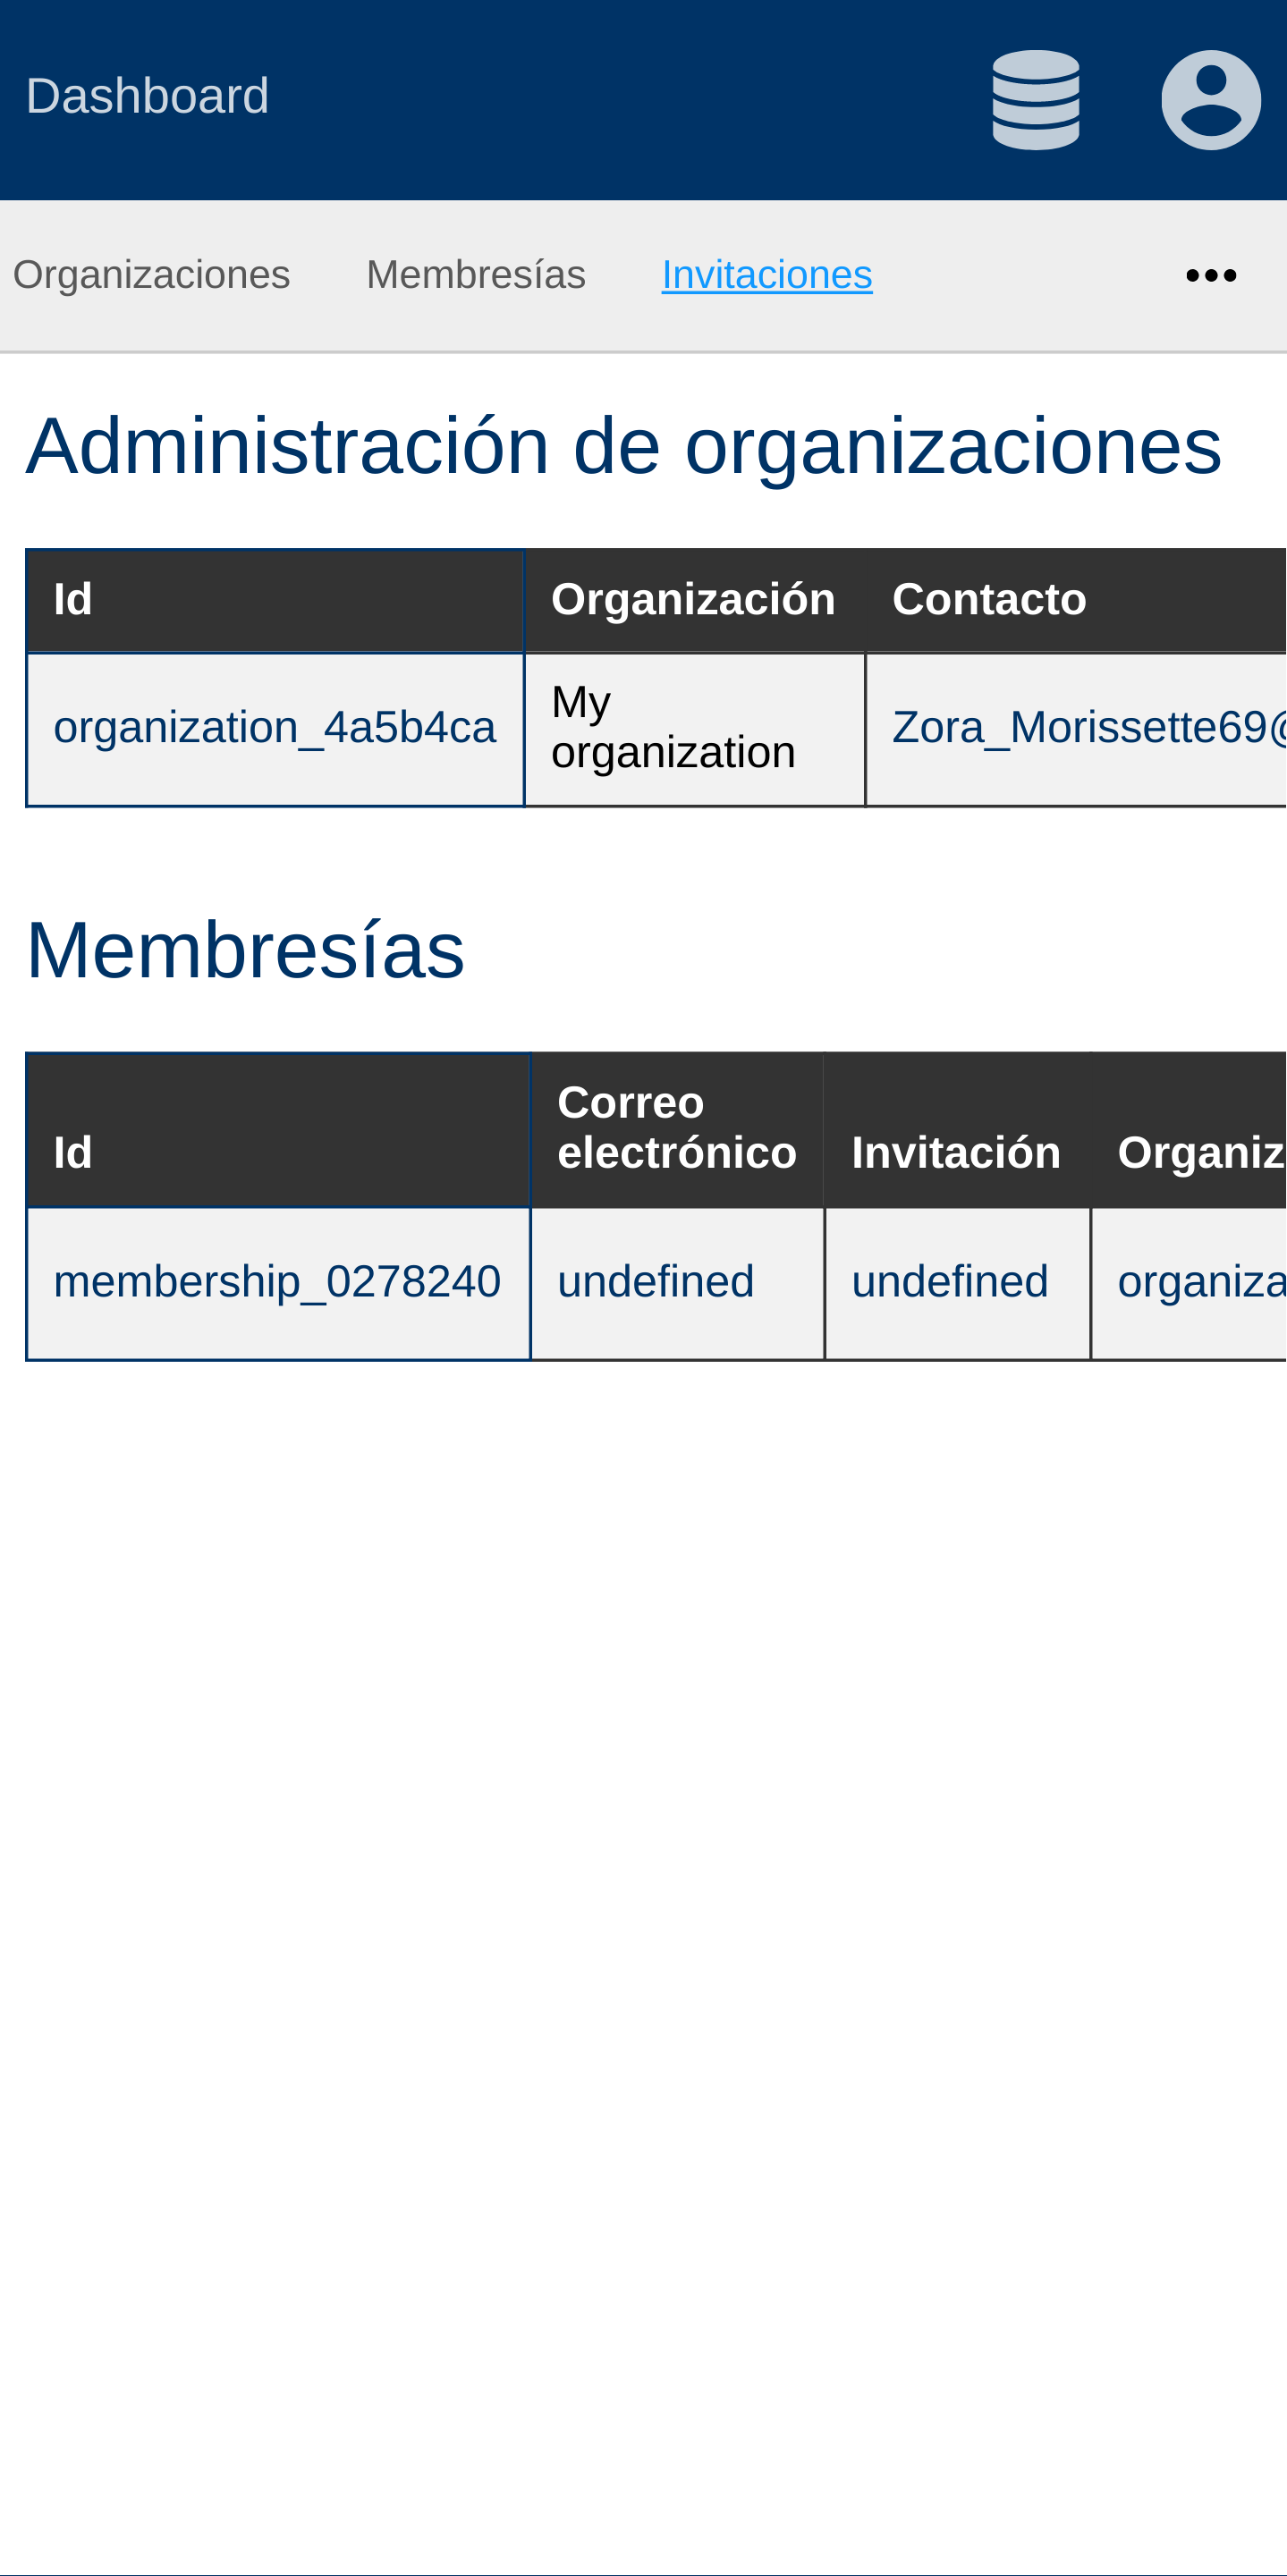 Dashboard
Organizaciones Membresías Invitaciones
Administración de organizaciones
Id Organización Contacto
organization_4a5b4ca My organization Zora_Morissette69@
Membresías
Id Correo electrónico Invitación Organiz
membership_0278240 undefined undefined organiza